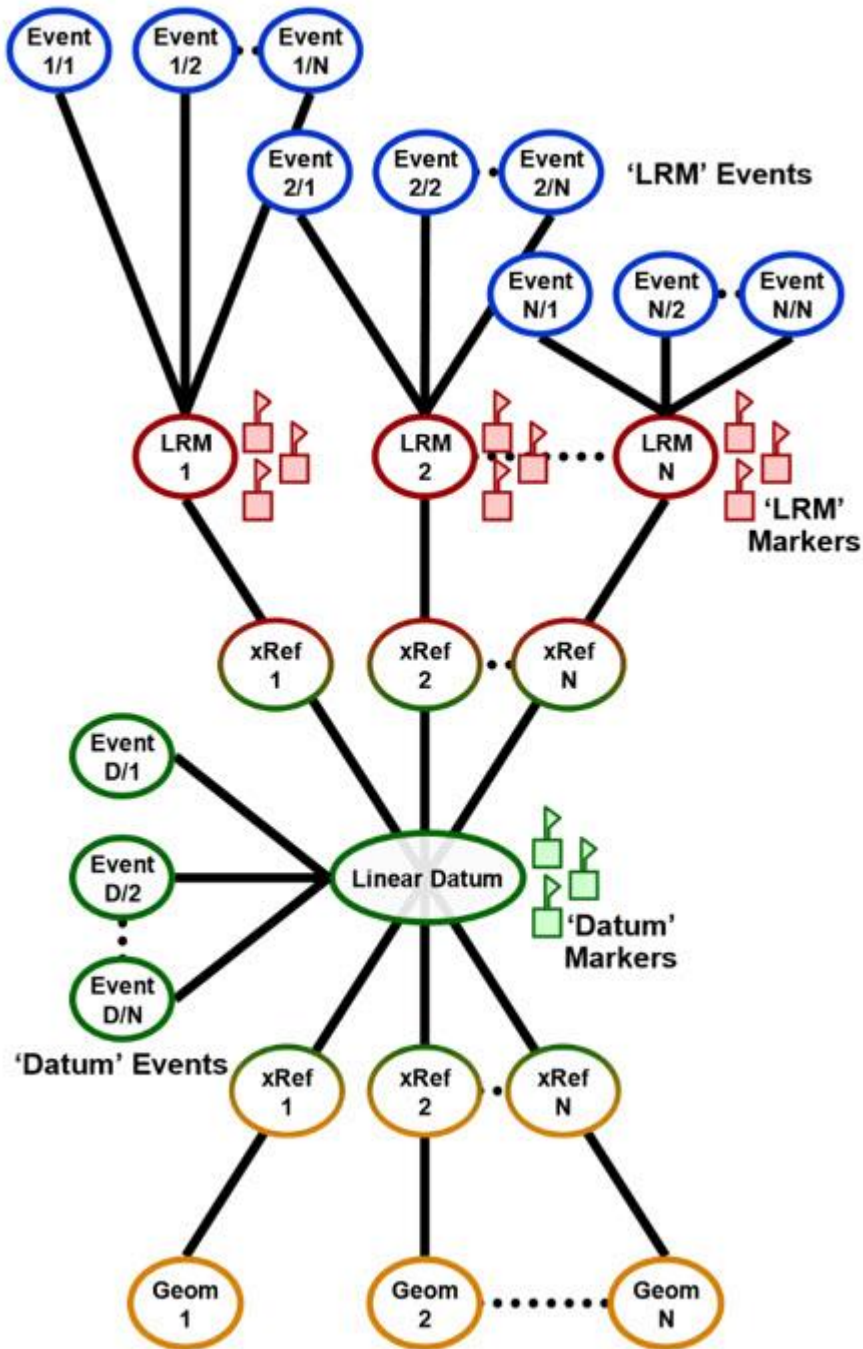 Event
1/1
Event
1/2
Event
1/N
Event
2/1
Event
2/2
Event
2/N
'LRM' Events
Event
N/1
Event
N/2
Event
N/N
LRM
1
LRM
2
LRM
N
'LRM'
Markers
xRef
1
xRef
2
xRef
N
Event
D/1
Event
D/2
Event
D/N
'Datum' Events
Linear Datum
'Datum'
Markers
xRef
1
xRef
2
xRef
N
Geom
1
Geom
2
Geom
N